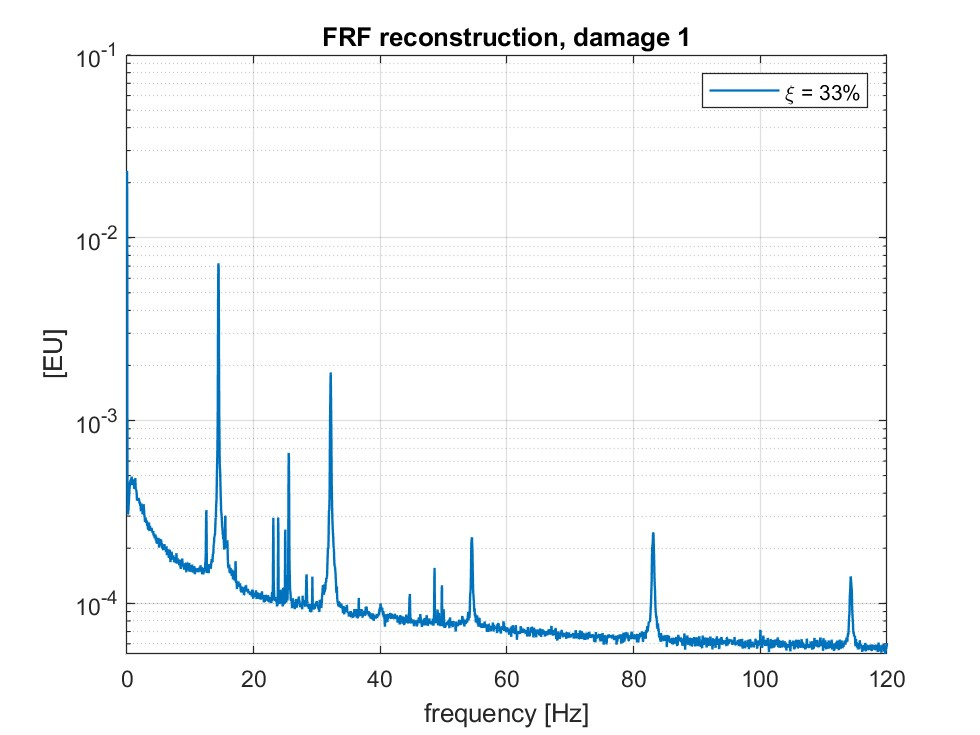 FRF reconstruction, damage 1
ξ = 33%
10^-1
10^-2
10^-3
10^-4
[EU]
0 20 40 60 80 100 120
frequency [Hz]